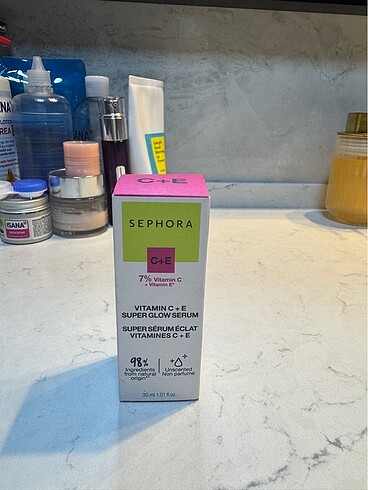 C+E
SEPHORA
C+E
7% Vitamin C
+ Vitamin E*
VITAMIN C + E
SUPER GLOW SERUM
SUPER SÉRUM ÉCLAT
VITAMINES C + E
98%
Ingredients
from natural
origin**
Unscented
Non parfumé
30 ml 1.01 fl.oz.
ISANA